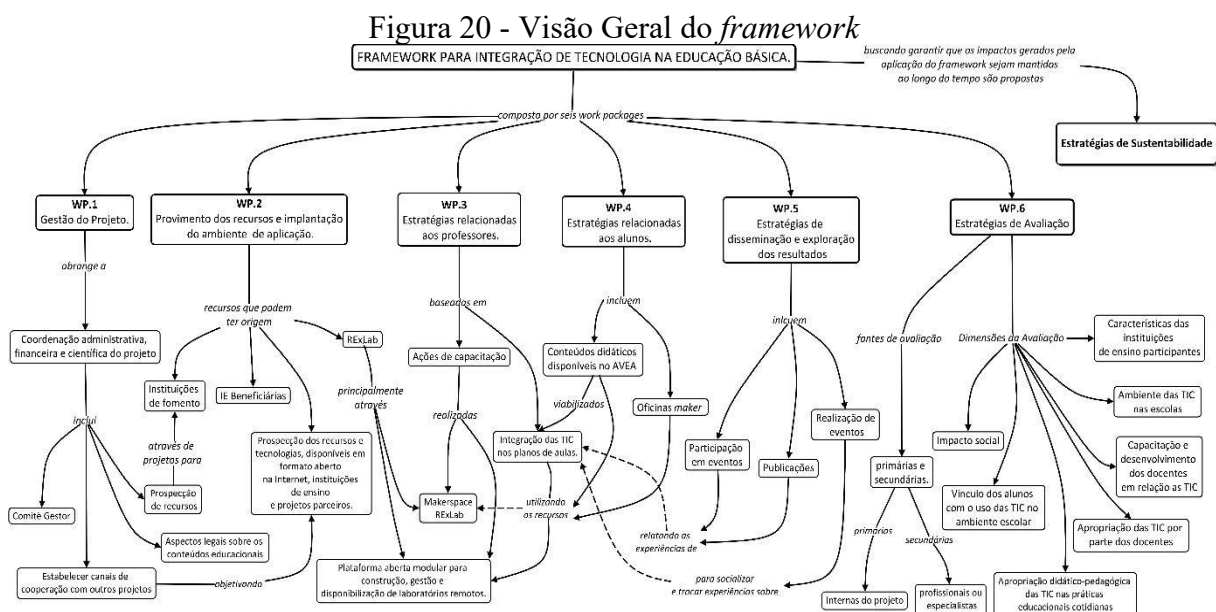 Figura 20 - Visão Geral do framework
FRAMEWORK PARA INTEGRAÇÃO DE TECNOLOGIA NA EDUCAÇÃO BÁSICA.
buscando garantir que os impactos gerados pela
aplicação do framework sejam mantidos
ao longo do tempo são propostas
Estratégias de Sustentabilidade
composto por seis work packages
WP.1
Gestão do Projeto.
WP.2
Provimento dos recursos e implantação
do ambiente de aplicação.
WP.3
Estratégias relacionadas
aos professores.
WP.4
Estratégias relacionadas
aos alunos.
WP.5
Estratégias de
disseminação e exploração
dos resultados
WP.6
Estratégias de Avaliação
abrange a
Coordenação administrativa,
financeira e científica do projeto
inclui
Comitê Gestor
Prospecção
de recursos
através de
projetos para
Instituições
de fomento
Aspectos legais sobre os
conteúdos educacionais
Estabelecer canais de
cooperação com outros projetos
objetivando
recursos que podem
ter origem
IE Beneficiárias
RExLab
Prospecção dos recursos e
tecnologias, disponíveis em
formato aberto
na Internet, instituições
de ensino
e projetos parceiros.
principalmente
através
baseadas em
Ações de capacitação
realizadas
Makerspace
RExLab
Plataforma aberta modular para
construção, gestão e
disponibilização de laboratórios remotos.
incluem
Conteúdos didáticos
disponíveis no AVEA
viabilizados
Oficinas maker
Integração das TIC
nos planos de aulas.
utilizando
os recursos
inlcuem
Participação
em eventos
Publicações
Realização de
eventos
relatando as
experiências de
para socializar
e trocar experiências sobre
fontes de avaliação
primárias e
secundárias.
primárias
secundárias
Internas do projeto
profissionais ou
especialistas
Dimensões da Avaliação
Características das
instituições
de ensino participantes
Ambiente das TIC
nas escolas
Impacto social
Capacitação e
desenvolvimento
dos docentes
em relação as TIC
Vinculo dos alunos
com o uso das TIC no
ambiente escolar
Apropriação das TIC por
parte dos docentes
Apropriação didático-pedagógica
das TIC nas práticas
educacionais cotidianas